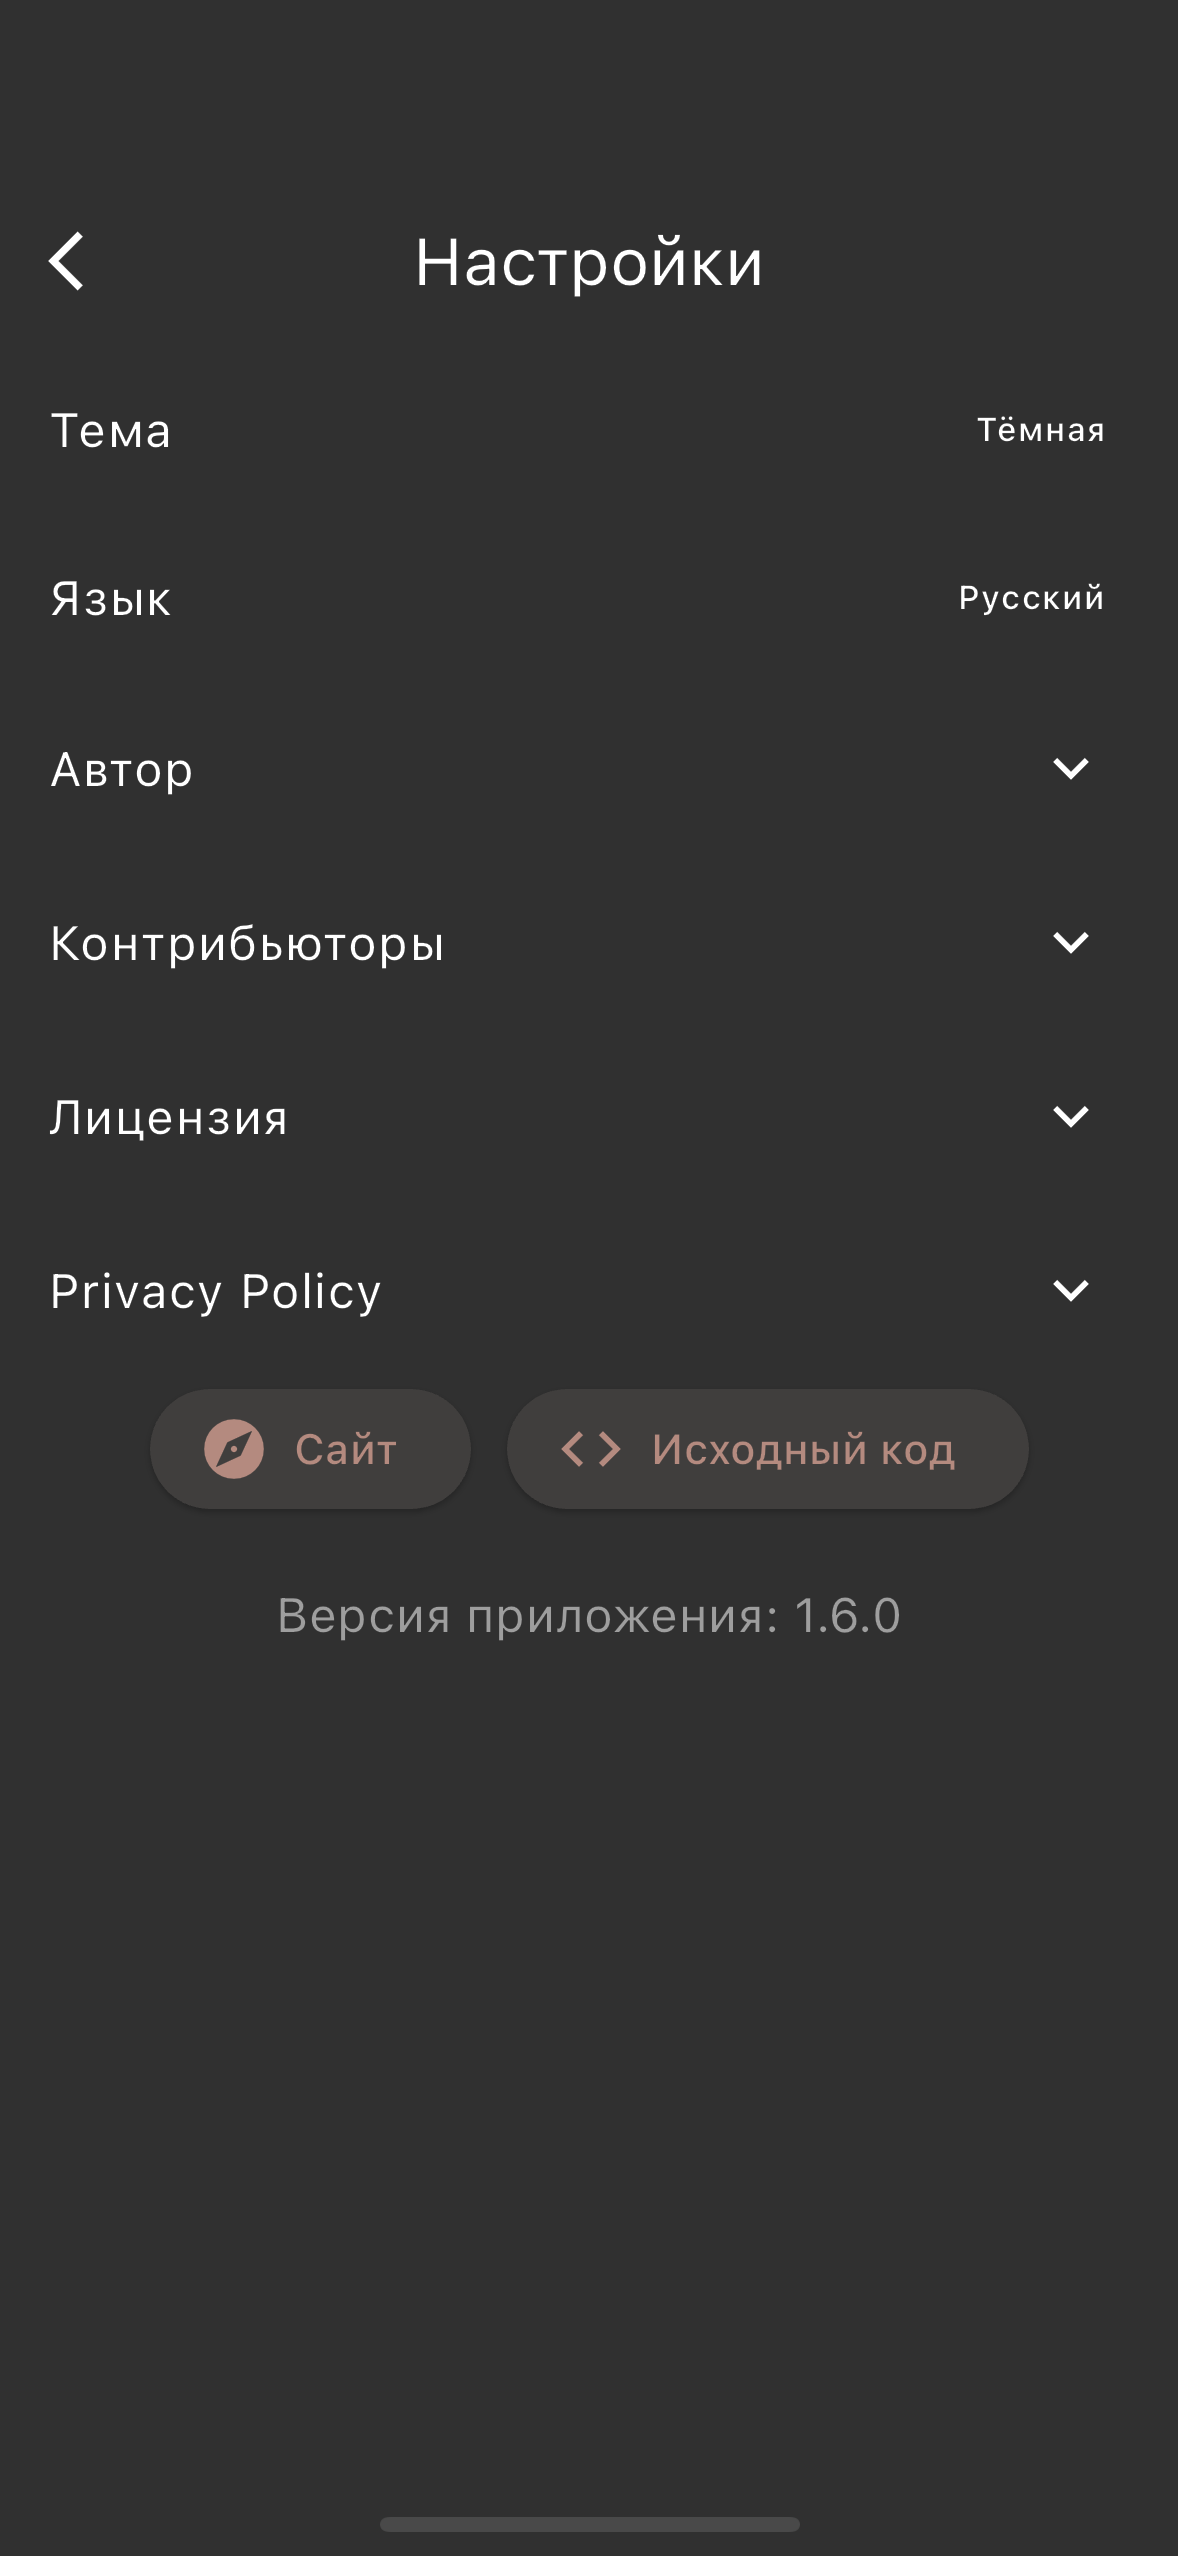 Настройки
Тема Тёмная
Язык Русский
Автор
Контрибьюторы
Лицензия
Privacy Policy
Сайт Исходный код
Версия приложения: 1.6.0